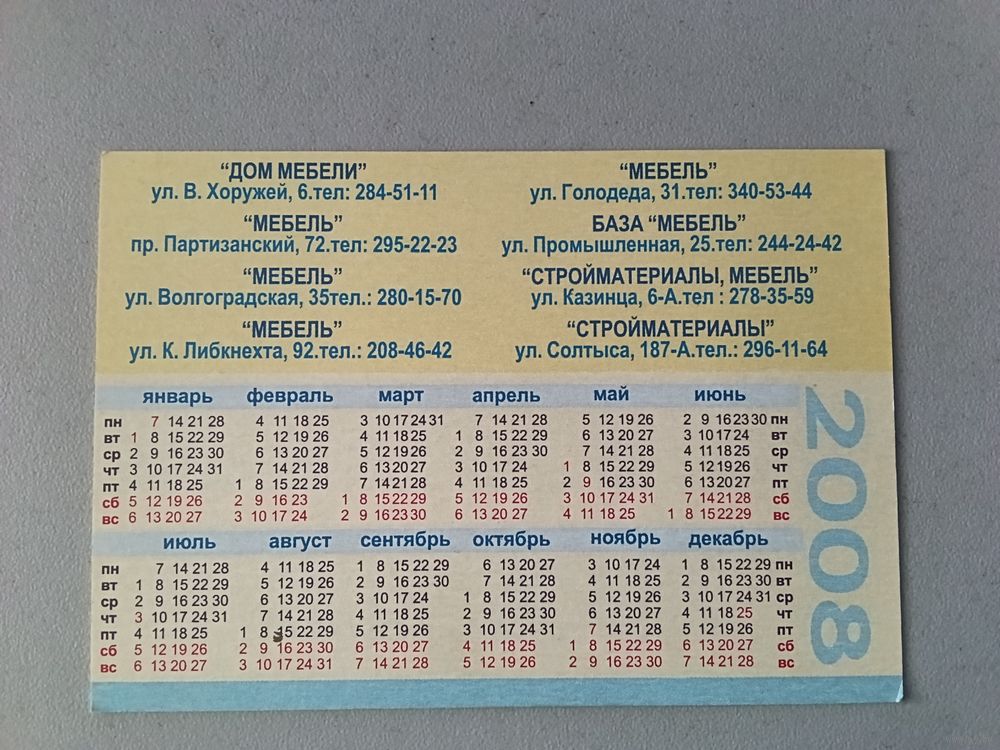 “ДОМ МЕБЕЛИ”
ул. В. Хоружей, 6.тел: 284-51-11
“МЕБЕЛЬ”
пр. Партизанский, 72.тел: 295-22-23
“МЕБЕЛЬ”
ул. Волгоградская, 35тел.: 280-15-70
“МЕБЕЛЬ”
ул. К. Либкнехта, 92.тел.: 208-46-42
“МЕБЕЛЬ”
ул. Голодеда, 31.тел: 340-53-44
БАЗА “МЕБЕЛЬ”
ул. Промышленная, 25.тел: 244-24-42
“СТРОЙМАТЕРИАЛЫ, МЕБЕЛЬ”
ул. Казинца, 6-А.тел : 278-35-59
“СТРОЙМАТЕРИАЛЫ”
ул. Солтыса, 187-А.тел.: 296-11-64
январь февраль март апрель май июнь
пн 7 14 21 28 4 11 18 25 3 10 17 24 31 7 14 21 28 5 12 19 26 2 9 16 23 30 пн
вт 1 8 15 22 29 5 12 19 26 4 11 18 25 1 8 15 22 29 6 13 20 27 3 10 17 24 вт
ср 2 9 16 23 30 6 13 20 27 5 12 19 26 2 9 16 23 30 7 14 21 28 4 11 18 25 ср
чт 3 10 17 24 31 7 14 21 28 6 13 20 27 3 10 17 24 1 8 15 22 29 5 12 19 26 чт
пт 4 11 18 25 1 8 15 22 29 7 14 21 28 4 11 18 25 2 9 16 23 30 6 13 20 27 пт
сб 5 12 19 26 2 9 16 23 1 8 15 22 29 5 12 19 26 3 10 17 24 31 7 14 21 28 сб
вс 6 13 20 27 3 10 17 24 2 9 16 23 30 6 13 20 27 4 11 18 25 1 8 15 22 29 вс
июль август сентябрь октябрь ноябрь декабрь
пн 7 14 21 28 4 11 18 25 1 8 15 22 29 6 13 20 27 3 10 17 24 1 8 15 22 29 пн
вт 1 8 15 22 29 5 12 19 26 2 9 16 23 30 7 14 21 28 4 11 18 25 2 9 16 23 30 вт
ср 2 9 16 23 30 6 13 20 27 3 10 17 24 1 8 15 22 29 5 12 19 26 3 10 17 24 31 ср
чт 3 10 17 24 31 7 14 21 28 4 11 18 25 2 9 16 23 30 6 13 20 27 4 11 18 25 чт
пт 4 11 18 25 1 8 15 22 29 5 12 19 26 3 10 17 24 31 7 14 21 28 5 12 19 26 пт
сб 5 12 19 26 2 9 16 23 30 6 13 20 27 4 11 18 25 1 8 15 22 29 6 13 20 27 сб
вс 6 13 20 27 3 10 17 24 31 7 14 21 28 5 12 19 26 2 9 16 23 30 7 14 21 28 вс
2008